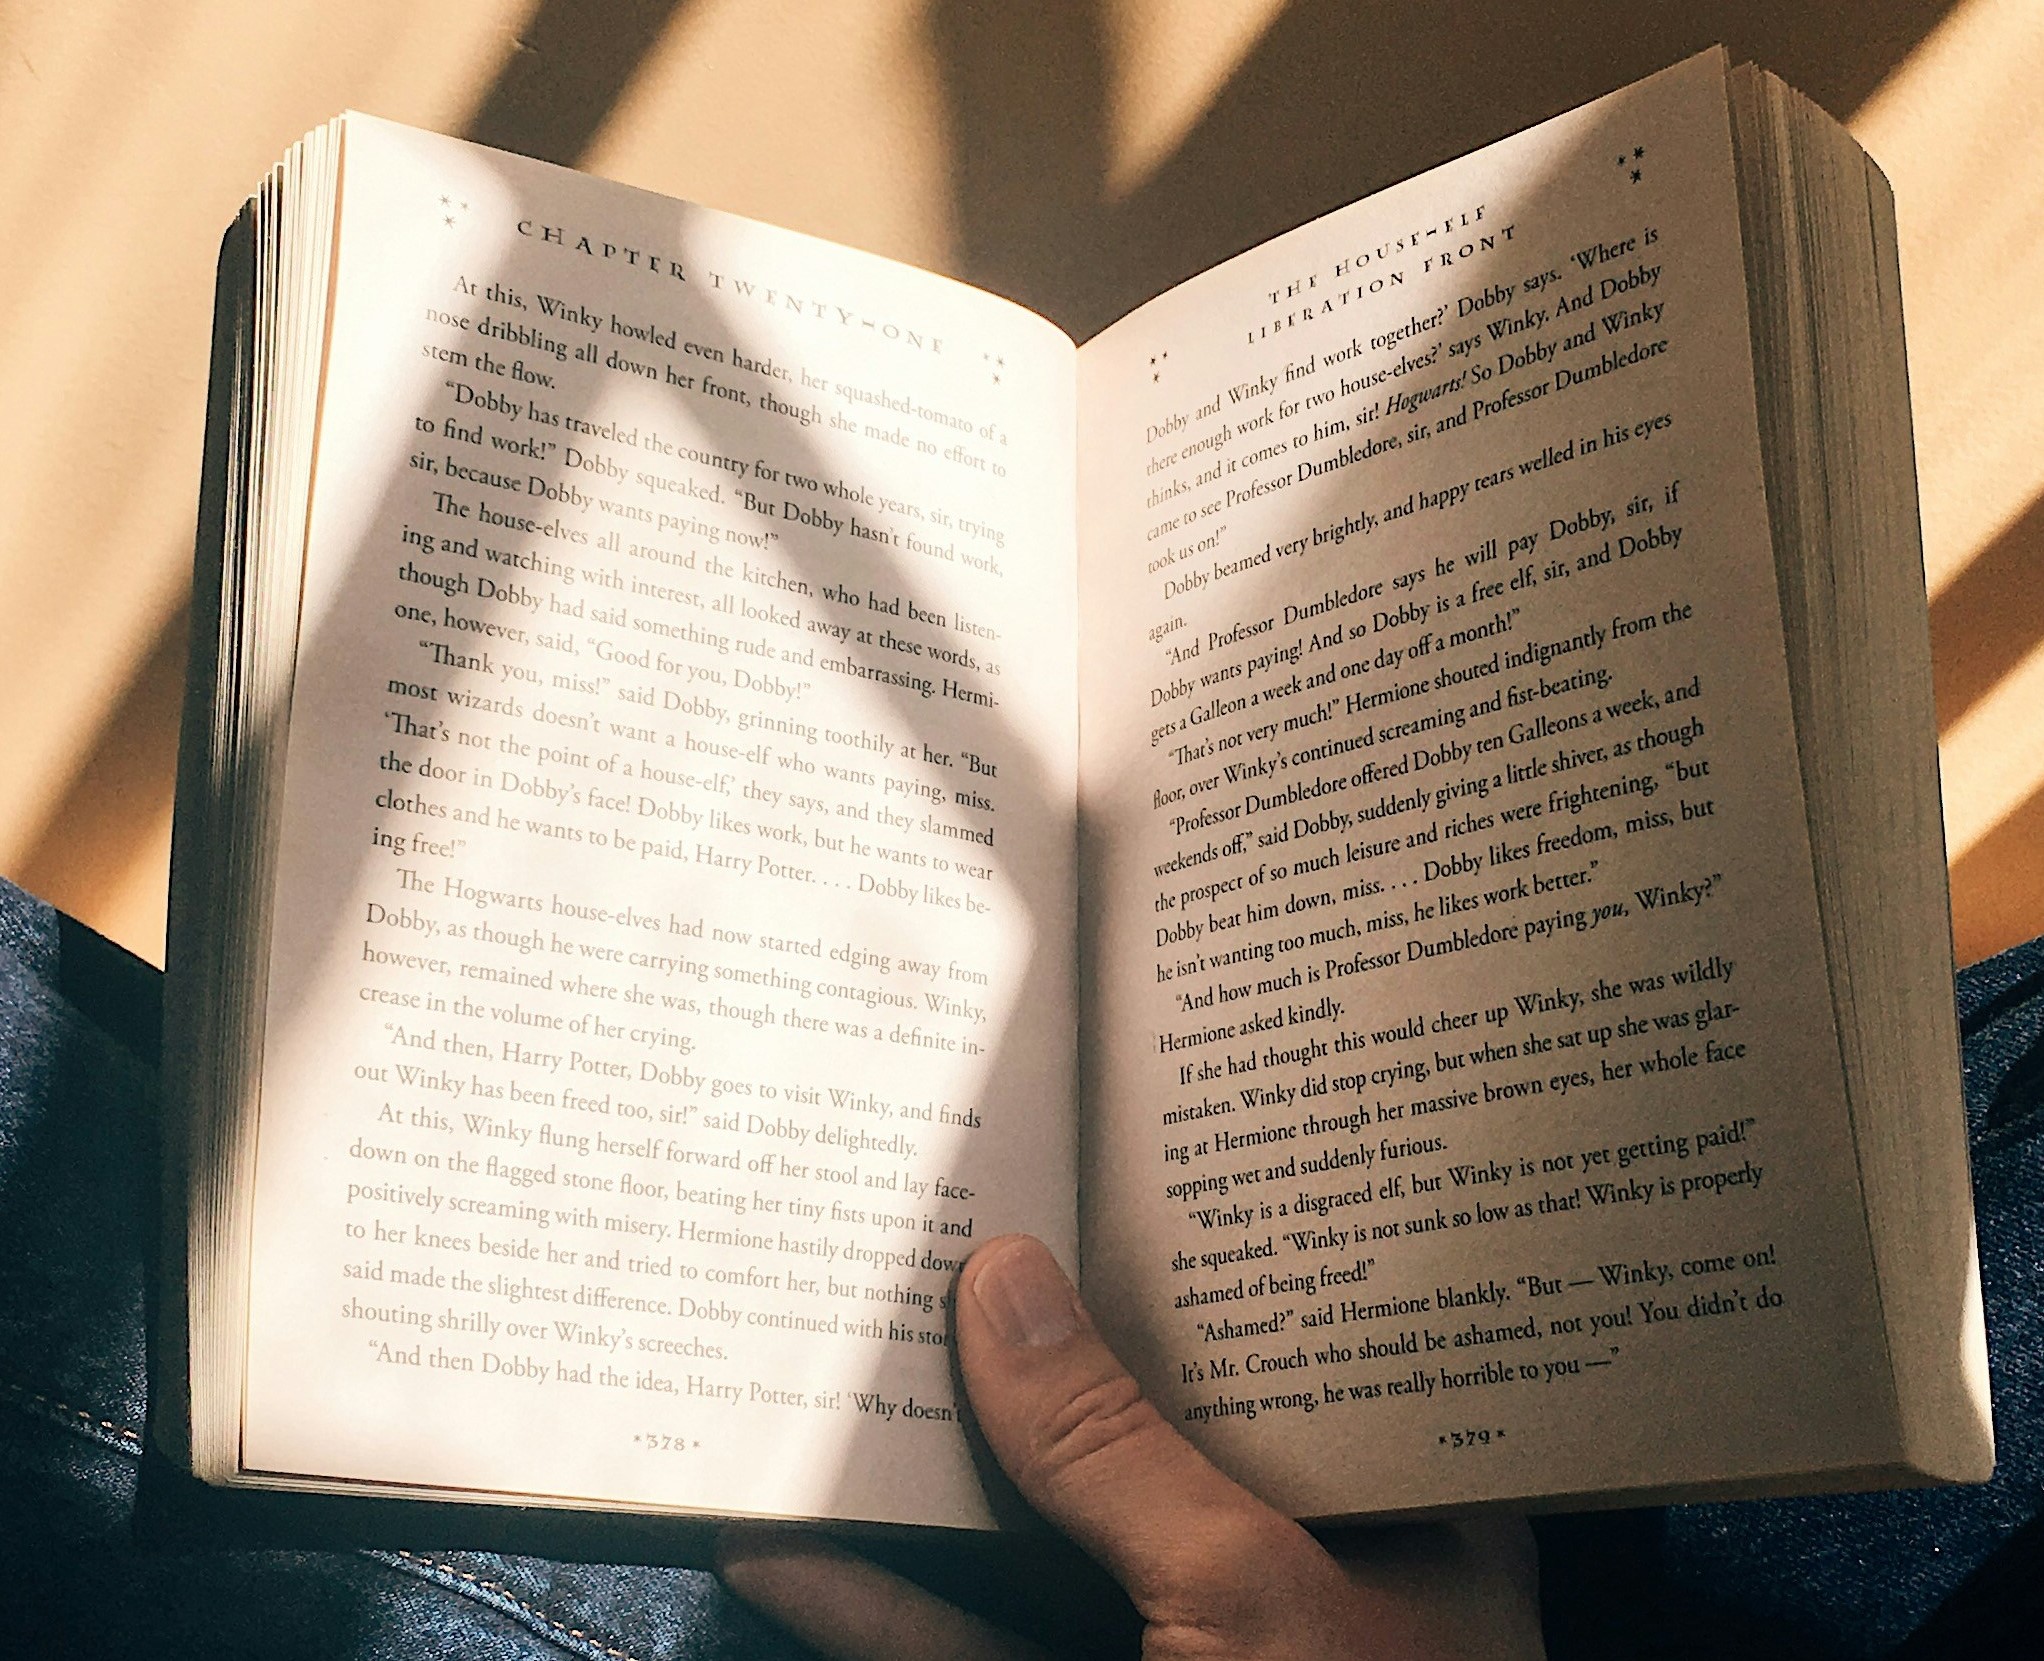 CHAPTER TWENTY-ONE
At this, Winky howled even harder, her squashed-tomato of a
nose dribbling all down her front, though she made no effort to
stem the flow.
“Dobby has traveled the country for two whole years, sir, trying
to find work!” Dobby squeaked. “But Dobby hasn’t found work,
sir, because Dobby wants paying now!”
The house-elves all around the kitchen, who had been listen-
ing and watching with interest, all looked away at these words, as
though Dobby had said something rude and embarrassing. Hermi-
one, however, said, “Good for you, Dobby!”
“Thank you, miss!” said Dobby, grinning toothily at her. “But
most wizards doesn’t want a house-elf who wants paying, miss.
‘That’s not the point of a house-elf,’ they says, and they slammed
the door in Dobby’s face! Dobby likes work, but he wants to wear
clothes and he wants to be paid, Harry Potter. . . . Dobby likes be-
ing free!”
The Hogwarts house-elves had now started edging away from
Dobby, as though he were carrying something contagious. Winky,
however, remained where she was, though there was a definite in-
crease in the volume of her crying.
“And then, Harry Potter, Dobby goes to visit Winky, and finds
out Winky has been freed too, sir!” said Dobby delightedly.
At this, Winky flung herself forward off her stool and lay face-
down on the flagged stone floor, beating her tiny fists upon it and
positively screaming with misery. Hermione hastily dropped down
to her knees beside her and tried to comfort her, but nothing
said made the slightest difference. Dobby continued with his
shouting shrilly over Winky’s screeches.
“And then Dobby had the idea, Harry Potter, sir! ‘Why doesn’t
*378*
THE HOUSE-ELF
LIBERATION FRONT
Dobby and Winky find work together?’ Dobby says. ‘Where is
there enough work for two house-elves?’ says Winky. And Dobby
thinks, and it comes to him, sir! Hogwarts! So Dobby and Winky
came to see Professor Dumbledore, sir, and Professor Dumbledore
took us on!”
Dobby beamed very brightly, and happy tears welled in his eyes
again.
“And Professor Dumbledore says he will pay Dobby, sir, if
Dobby wants paying! And so Dobby is a free elf, sir, and Dobby
gets a Galleon a week and one day off a month!”
“That’s not very much!” Hermione shouted indignantly from the
floor, over Winky’s continued screaming and fist-beating.
“Professor Dumbledore offered Dobby ten Galleons a week, and
weekends off,” said Dobby, suddenly giving a little shiver, as though
the prospect of so much leisure and riches were frightening, “but
Dobby beat him down, miss. . . . Dobby likes freedom, miss, but
he isn’t wanting too much, miss, he likes work better.”
“And how much is Professor Dumbledore paying you, Winky?”
Hermione asked kindly.
If she had thought this would cheer up Winky, she was wildly
mistaken. Winky did stop crying, but when she sat up she was glar-
ing at Hermione through her massive brown eyes, her whole face
sopping wet and suddenly furious.
“Winky is a disgraced elf, but Winky is not yet getting paid!”
she squeaked. “Winky is not sunk so low as that! Winky is properly
ashamed of being freed!”
“Ashamed?” said Hermione blankly. “But — Winky, come on!
It’s Mr. Crouch who should be ashamed, not you! You didn’t do
anything wrong, he was really horrible to you —”
*379*